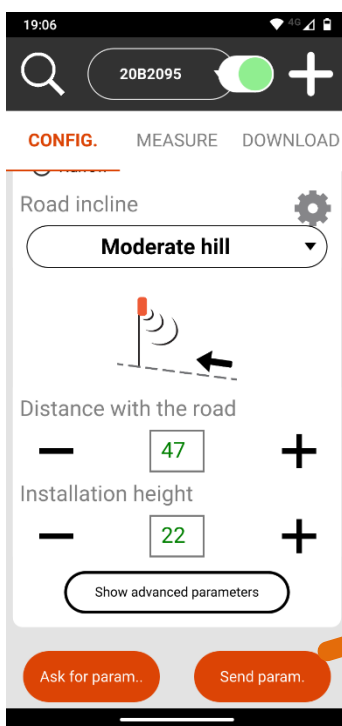 19:06
4G
20B2095
CONFIG. MEASURE DOWNLOAD
Road incline
Moderate hill
Distance with the road
47
Installation height
22
Show advanced parameters
Ask for param.. Send param.